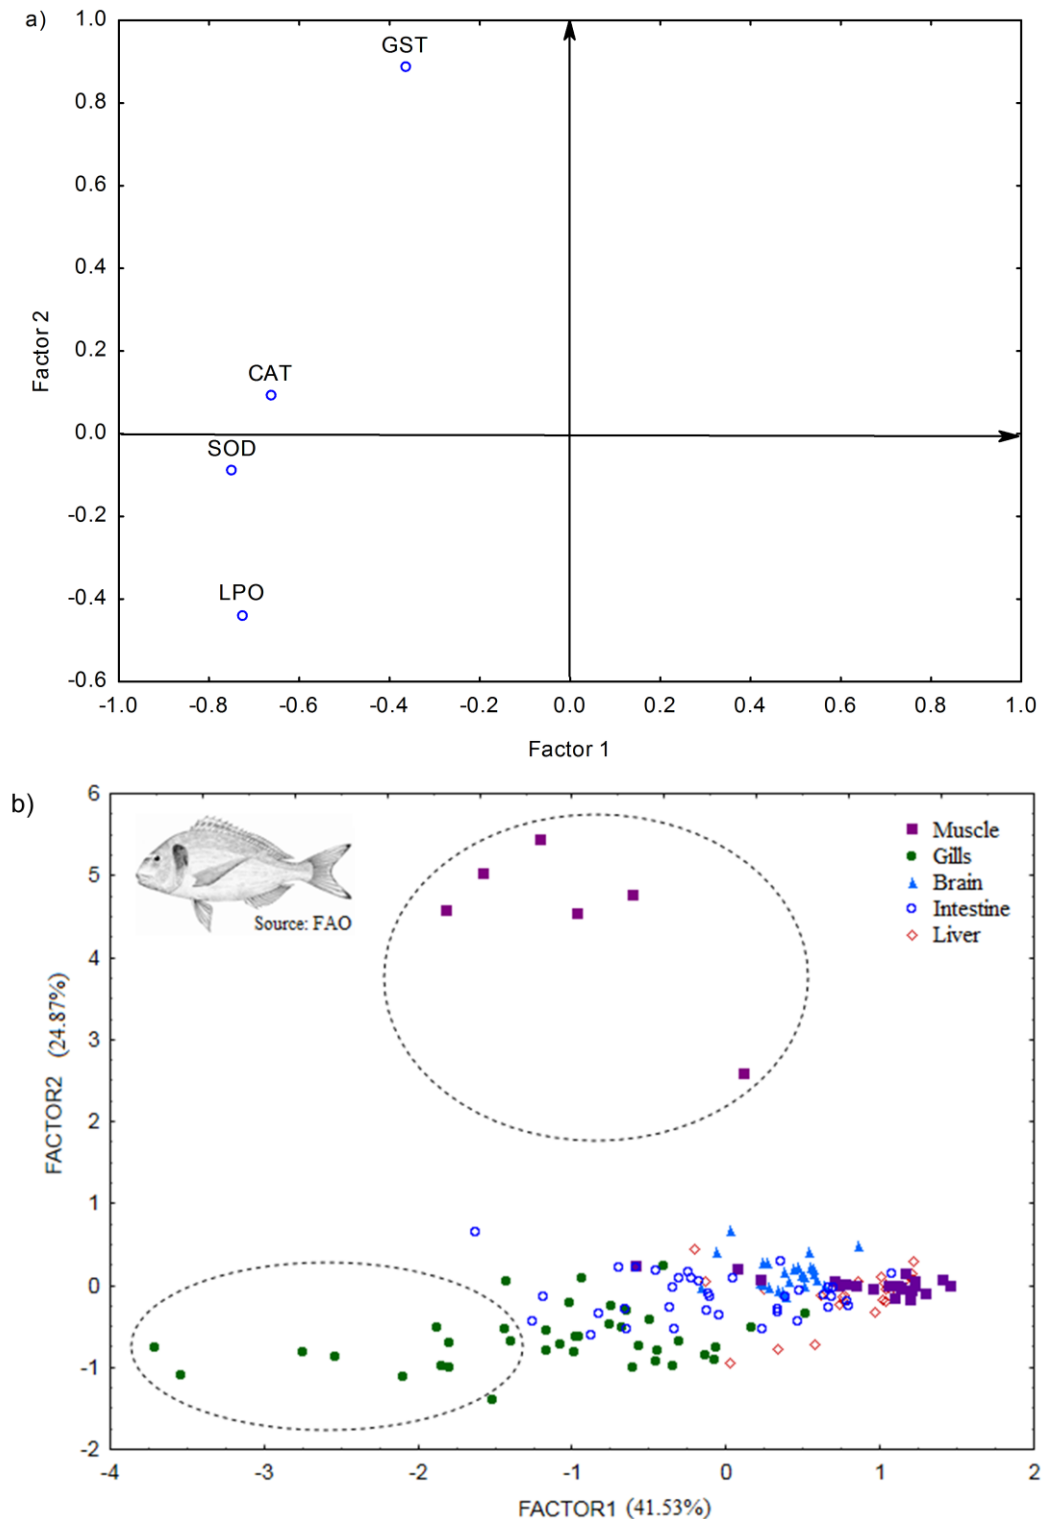 a)
1.0
0.8
0.6
0.4
0.2
0.0
-0.2
-0.4
-0.6
Factor 2
GST
CAT
SOD
LPO
-1.0 -0.8 -0.6 -0.4 -0.2 0.0 0.2 0.4 0.6 0.8 1.0
Factor 1
b)
6
5
4
3
2
1
0
-1
-2
FACTOR2 (24.87%)
Source: FAO
Muscle
Gills
Brain
Intestine
Liver
-4 -3 -2 -1 0 1 2
FACTOR1 (41.53%)